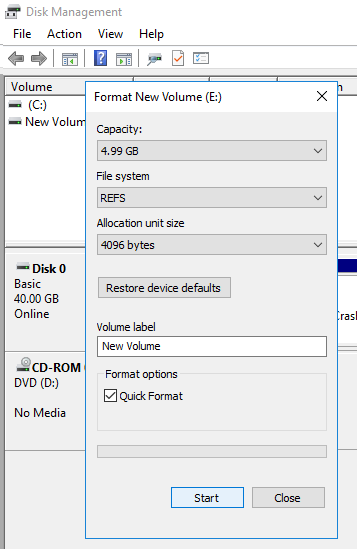 Disk Management
File Action View Help
Volume
(C:)
New Volum
Format New Volume (E:)
Capacity:
4.99 GB
File system
REFS
Allocation unit size
4096 bytes
Restore device defaults
Volume label
New Volume
Format options
Quick Format
Start Close
Disk 0
Basic
40.00 GB
Online
Crash
CD-ROM
DVD (D:)
No Media